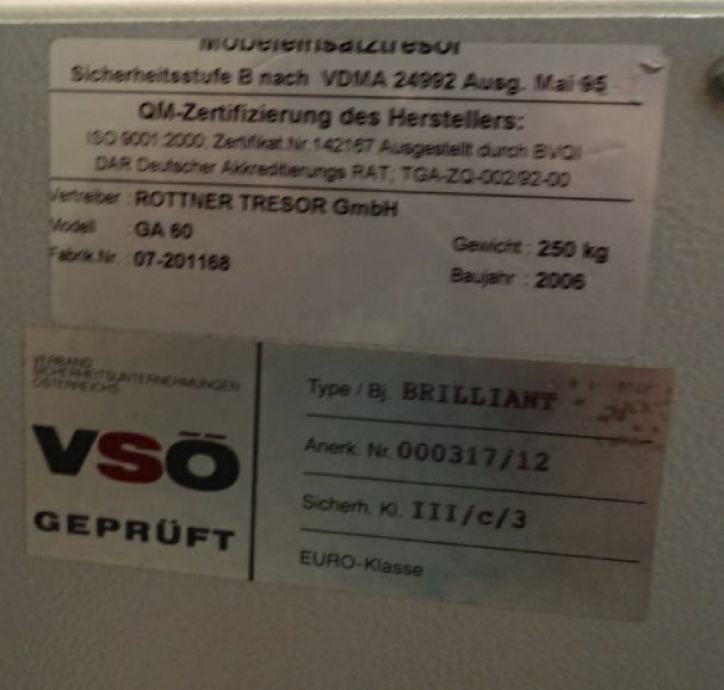 Möbeleinsatztresor
Sicherheitsstufe B nach VDMA 24992 Ausg. Mai 95
QM-Zertifizierung des Herstellers:
ISO 9001:2000; Zertifikat.Nr.142167 Ausgestellt durch BVQI
DAR Deutscher Akkreditierungs RAT; TGA-ZQ-002/92-00
Vertreiber : ROTTNER TRESOR GmbH
Modell : GA 60
Gewicht : 250 kg
Fabrik.Nr. : 07-201168
Baujahr : 2006
VERBAND
SICHERHEITSUNTERNEHMUNGEN
ÖSTERREICHS
VSÖ
GEPRÜFT
Type / Bj. BRILLIANT -
Anerk. Nr. 000317/12
Sicherh. Kl. III/c/3
EURO-Klasse